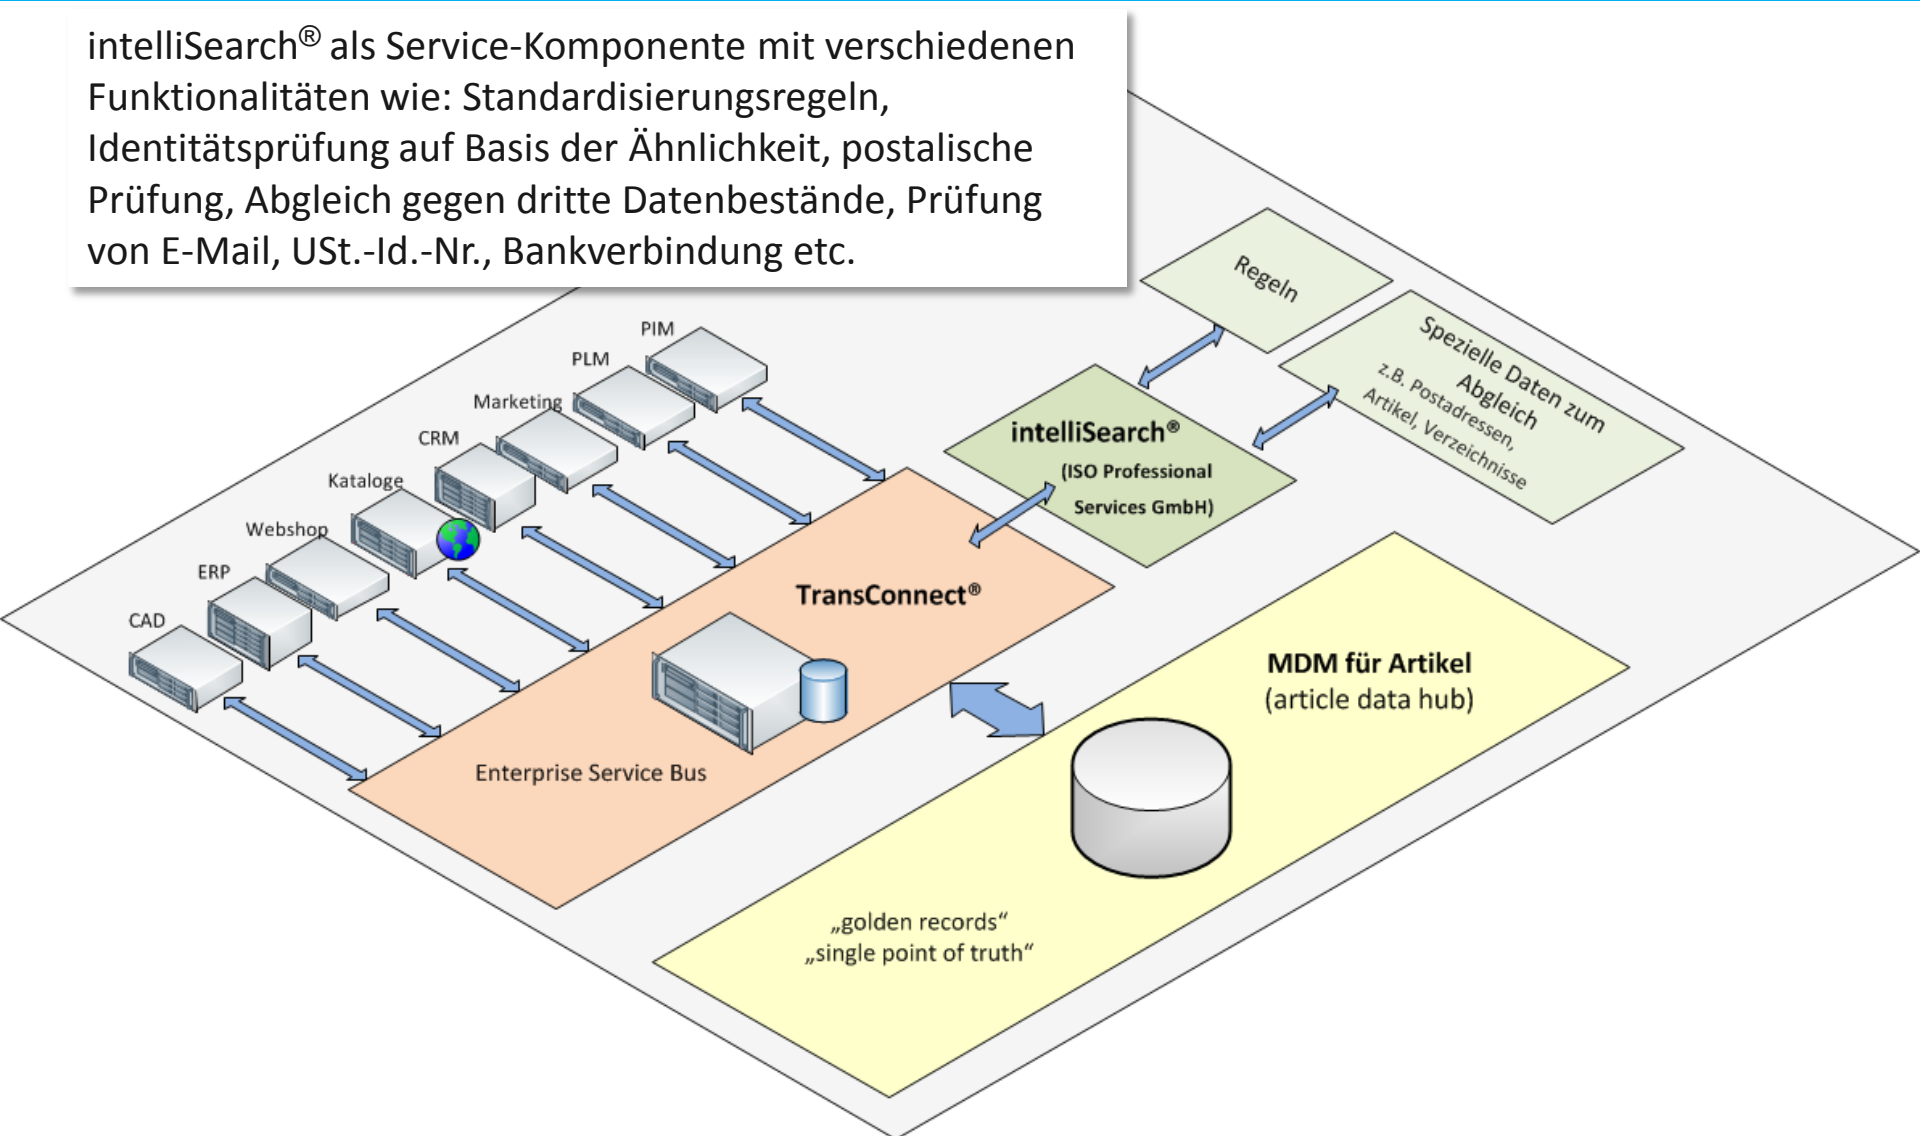 intelliSearch® als Service-Komponente mit verschiedenen
Funktionalitäten wie: Standardisierungsregeln,
Identitätsprüfung auf Basis der Ähnlichkeit, postalische
Prüfung, Abgleich gegen dritte Datenbestände, Prüfung
von E-Mail, USt.-Id.-Nr., Bankverbindung etc.
Regeln
Spezielle Daten zum
Abgleich
z.B. Postadressen,
Artikel, Verzeichnisse
PIM
PLM
Marketing
CRM
Kataloge
Webshop
ERP
CAD
intelliSearch®
(ISO Professional
Services GmbH)
TransConnect®
Enterprise Service Bus
MDM für Artikel
(article data hub)
„golden records“
„single point of truth“